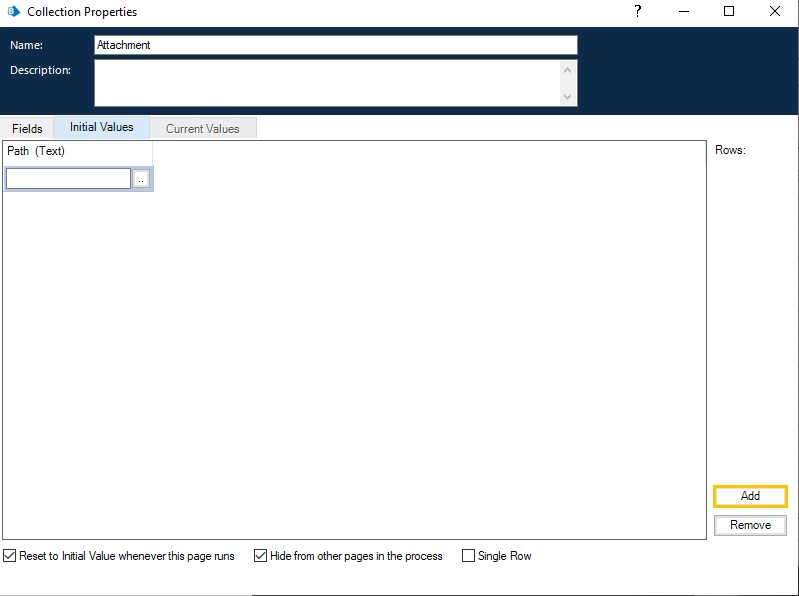 Collection Properties
?
Name: Attachment
Description:
Fields Initial Values Current Values
Path (Text)
Rows:
..
Add
Remove
Reset to Initial Value whenever this page runs Hide from other pages in the process Single Row